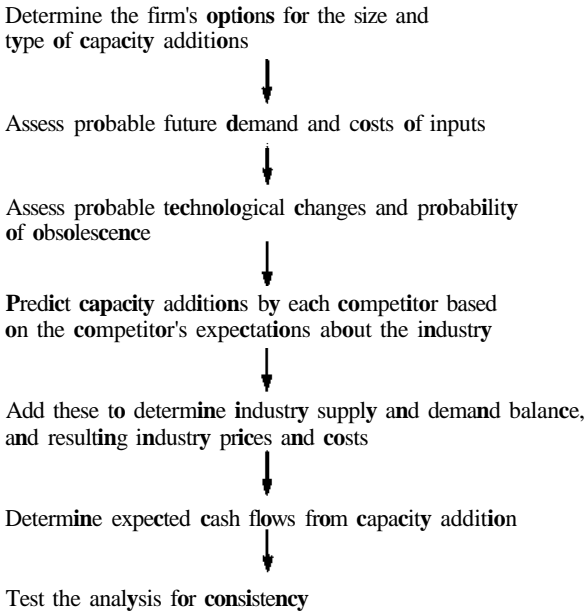 Determine the firm's options for the size and
type of capacity additions
Assess probable future demand and costs of inputs
Assess probable technological changes and probability
of obsolescence
Predict capacity additions by each competitor based
on the competitor's expectations about the industry
Add these to determine industry supply and demand balance,
and resulting industry prices and costs
Determine expected cash flows from capacity addition
Test the analysis for consistency